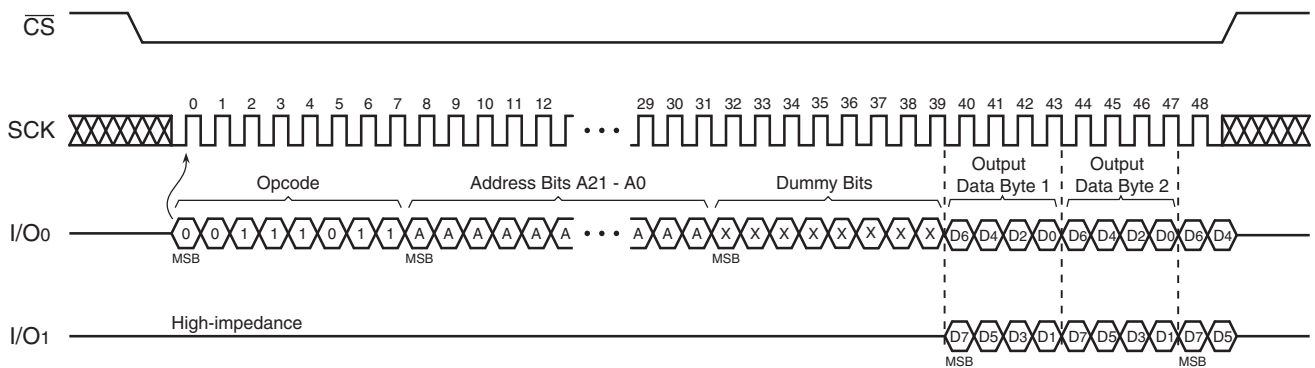 CS
0 1 2 3 4 5 6 7 8 9 10 11 12 29 30 31 32 33 34 35 36 37 38 39 40 41 42 43 44 45 46 47 48
SCK
Opcode
Address Bits A21 - A0
Dummy Bits
Output
Data Byte 1
Output
Data Byte 2
I/O0 0 0 1 1 1 0 1 1 A A A A A A A A A X X X X X X X X D6 D4 D2 D0 D6 D4 D2 D0 D6 D4
MSB MSB MSB
High-impedance
I/O1 D7 D5 D3 D1 D7 D5 D3 D1 D7 D5
MSB MSB